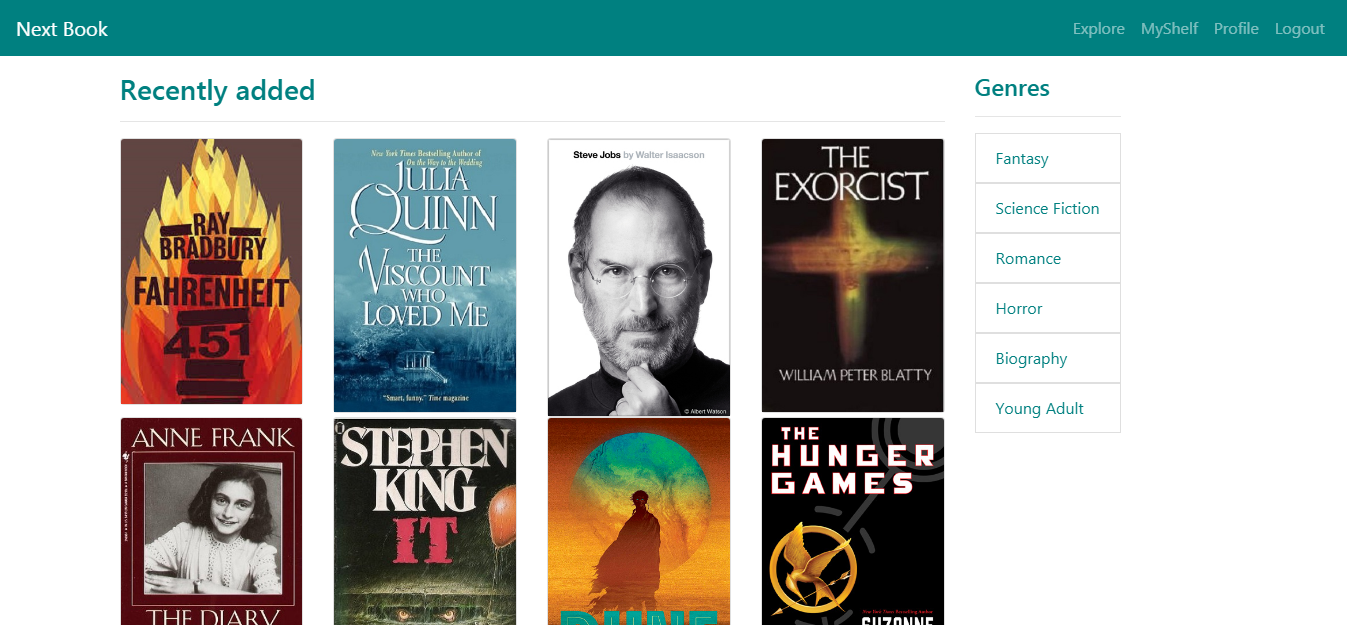 Next Book
Explore MyShelf Profile Logout
Recently added
RAY
BRADBURY
FAHRENHEIT
451
New York Times Bestselling Author of
On the Way to the Wedding
JULIA
QUINN
THE
VISCOUNT
WHO
LOVED ME
"Smart, funny." Time magazine
Steve Jobs by Walter Isaacson
© Albert Watson
THE
EXORCIST
WILLIAM PETER BLATTY
ANNE FRANK
THE DIARY
STEPHEN
KING
IT
DUNE
THE
HUNGER
GAMES
SUZANNE
Genres
Fantasy
Science Fiction
Romance
Horror
Biography
Young Adult